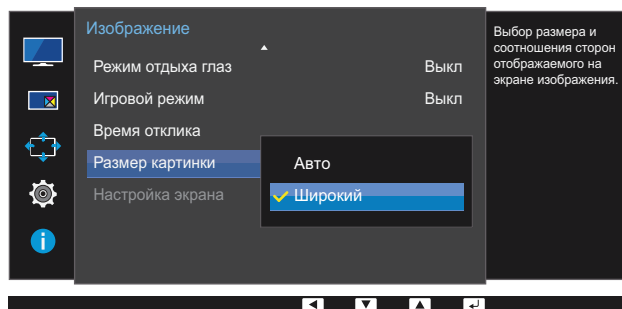 Изображение
Режим отдыха глаз Выкл
Игровой режим Выкл
Время отклика
Размер картинки
Авто
Широкий
Настройка экрана
Выбор размера и
соотношения сторон
отображаемого на
экране изображения.